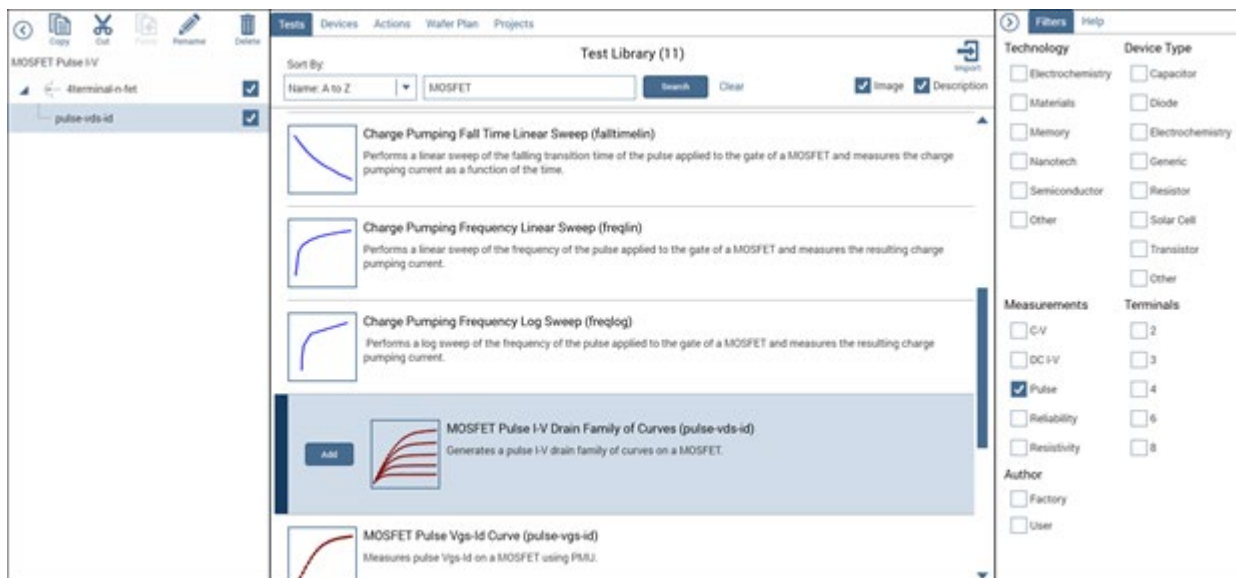 Copy
Cut
Paste
Rename
Delete
MOSFET Pulse I-V
4terminal-n-fet
pulse-vds-id
Tests
Devices
Actions
Wafer Plan
Projects
Test Library (11)
Import
Sort By:
Name: A to Z
MOSFET
Search
Clear
Image
Description
Charge Pumping Fall Time Linear Sweep (falltimelin)
Performs a linear sweep of the falling transition time of the pulse applied to the gate of a MOSFET and measures the charge
pumping current as a function of the time.
Charge Pumping Frequency Linear Sweep (freqlin)
Performs a linear sweep of the frequency of the pulse applied to the gate of a MOSFET and measures the resulting charge
pumping current.
Charge Pumping Frequency Log Sweep (freqlog)
Performs a log sweep of the frequency of the pulse applied to the gate of a MOSFET and measures the resulting charge
pumping current.
Add
MOSFET Pulse I-V Drain Family of Curves (pulse-vds-id)
Generates a pulse I-V drain family of curves on a MOSFET.
MOSFET Pulse Vgs-Id Curve (pulse-vgs-id)
Measures pulse Vgs-Id on a MOSFET using PMU.
Filters
Help
Technology
Electrochemistry
Materials
Memory
Nanotech
Semiconductor
Other
Device Type
Capacitor
Diode
Electrochemistry
Generic
Resistor
Solar Cell
Transistor
Other
Measurements
C-V
DC I-V
Pulse
Reliability
Resistivity
Terminals
2
3
4
6
8
Author
Factory
User